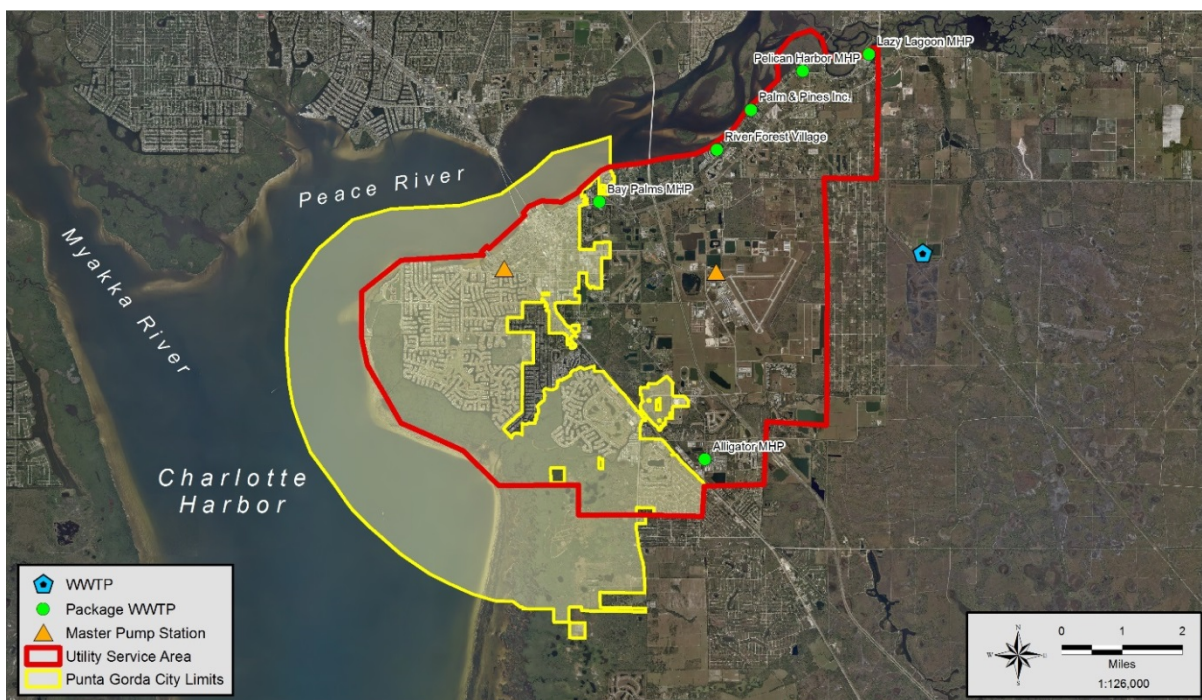 Lazy Lagoon MHP
Pelican Harbor MHP
Palm & Pines Inc.
River Forest Village
Bay Palms MHP
Peace River
Myakka River
Charlotte
Harbor
Alligator MHP
WWTP
Package WWTP
Master Pump Station
Utility Service Area
Punta Gorda City Limits
N
W
S
0 1 2
Miles
1:126,000